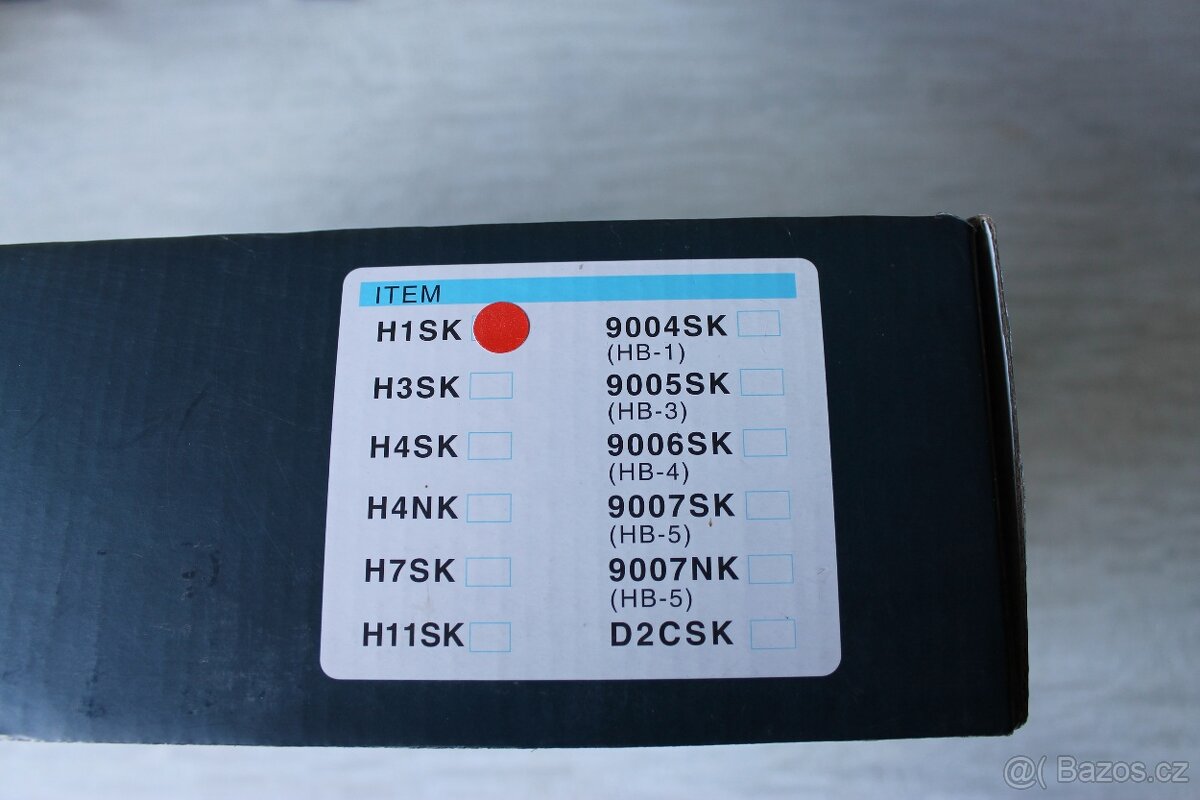 ITEM
H1SK
H3SK
H4SK
H4NK
H7SK
H11SK
9004SK
(HB-1)
9005SK
(HB-3)
9006SK
(HB-4)
9007SK
(HB-5)
9007NK
(HB-5)
D2CSK
@( Bazos.cz